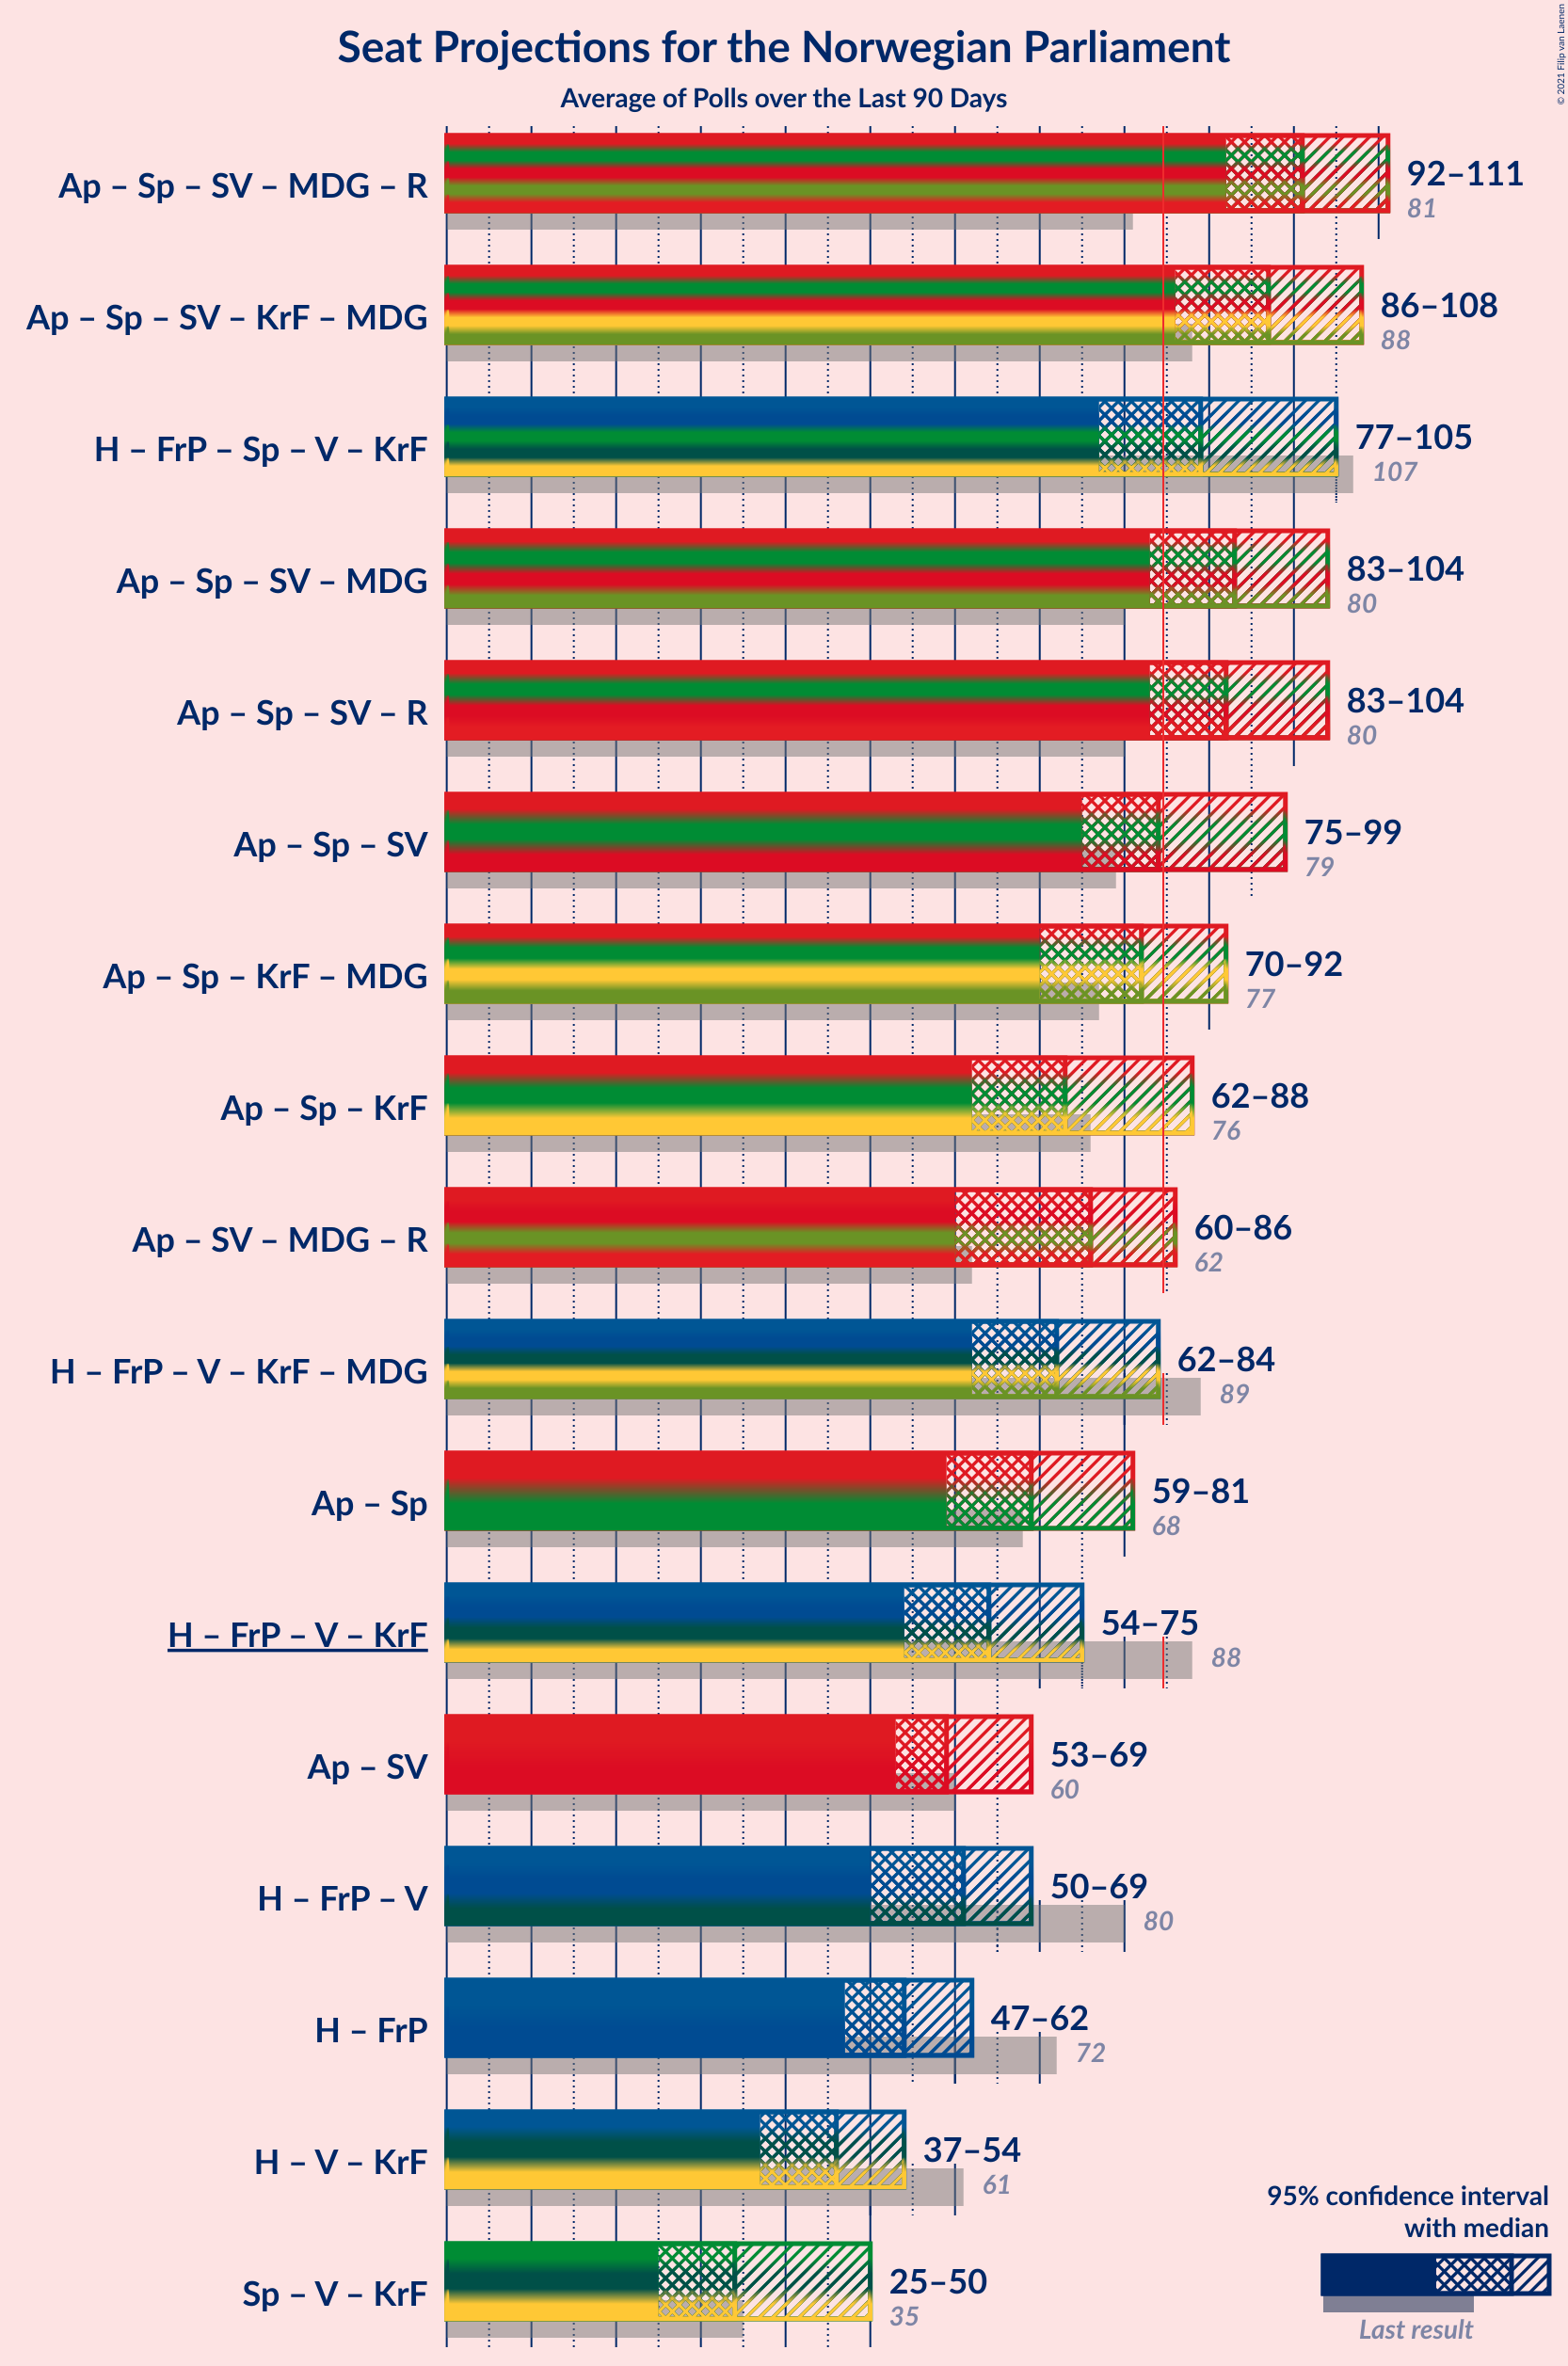 Seat Projections for the Norwegian Parliament
Average of Polls over the Last 90 Days
© 2021 Filip van Laenen
Ap – Sp – SV – MDG – R
92–111
81
Ap – Sp – SV – KrF – MDG
86–108
88
H – FrP – Sp – V – KrF
77–105
107
Ap – Sp – SV – MDG
83–104
80
Ap – Sp – SV – R
83–104
80
Ap – Sp – SV
75–99
79
Ap – Sp – KrF – MDG
70–92
77
Ap – Sp – KrF
62–88
76
Ap – SV – MDG – R
60–86
62
H – FrP – V – KrF – MDG
62–84
89
Ap – Sp
59–81
68
H – FrP – V – KrF
54–75
88
Ap – SV
53–69
60
H – FrP – V
50–69
80
H – FrP
47–62
72
H – V – KrF
37–54
61
Sp – V – KrF
25–50
35
95% confidence interval
with median
Last result